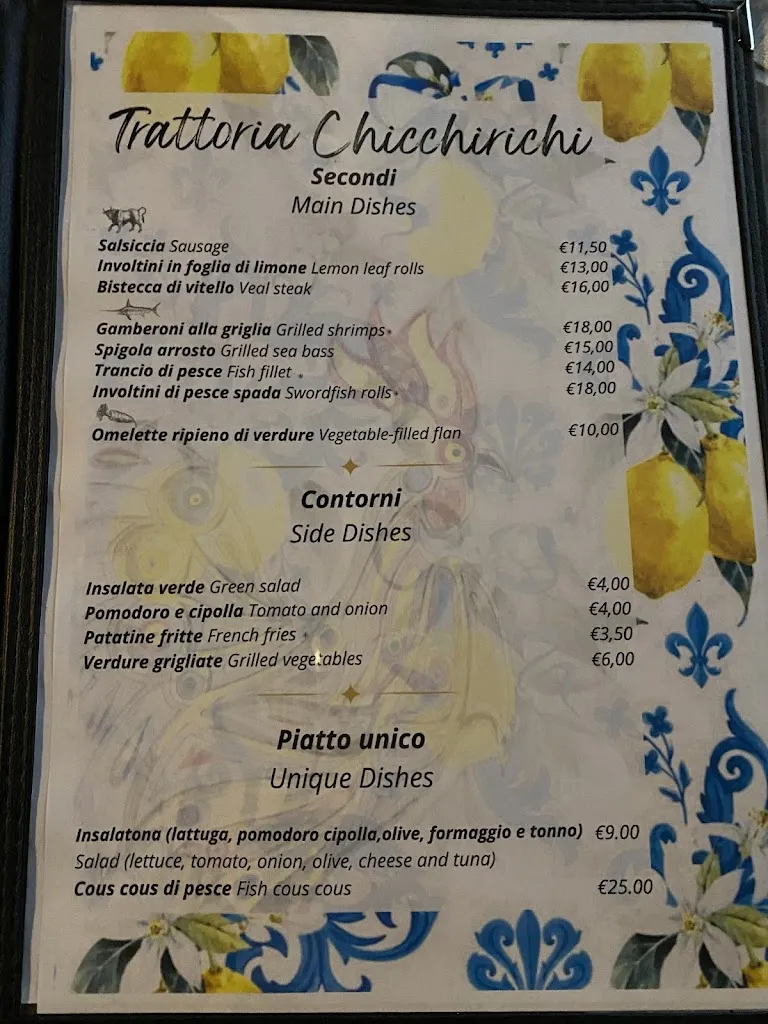 Trattoria Chicchirichi
Secondi
Main Dishes
Salsiccia Sausage €11,50
Involtini in foglia di limone Lemon leaf rolls €13,00
Bistecca di vitello Veal steak €16,00
Gamberoni alla griglia Grilled shrimps* €18,00
Spigola arrosto Grilled sea bass €15,00
Trancio di pesce Fish fillet * €14,00
Involtini di pesce spada Swordfish rolls* €18,00
Omelette ripieno di verdure Vegetable-filled flan €10,00
Contorni
Side Dishes
Insalata verde Green salad €4,00
Pomodoro e cipolla Tomato and onion €4,00
Patatine fritte French fries * €3,50
Verdure grigliate Grilled vegetables €6,00
Piatto unico
Unique Dishes
Insalatona (lattuga, pomodoro cipolla,olive, formaggio e tonno) €9.00
Salad (lettuce, tomato, onion, olive, cheese and tuna)
Cous cous di pesce Fish cous cous €25.00